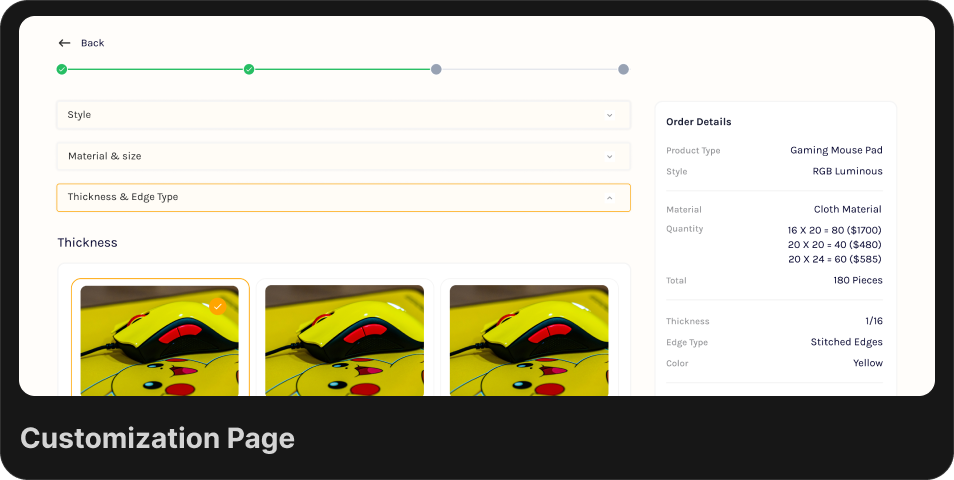 Back
Style
Material & size
Thickness & Edge Type
Thickness
Order Details
Product Type Gaming Mouse Pad
Style RGB Luminous
Material Cloth Material
Quantity 16 X 20 = 80 ($1700)
20 X 20 = 40 ($480)
20 X 24 = 60 ($585)
Total 180 Pieces
Thickness 1/16
Edge Type Stitched Edges
Color Yellow
Customization Page